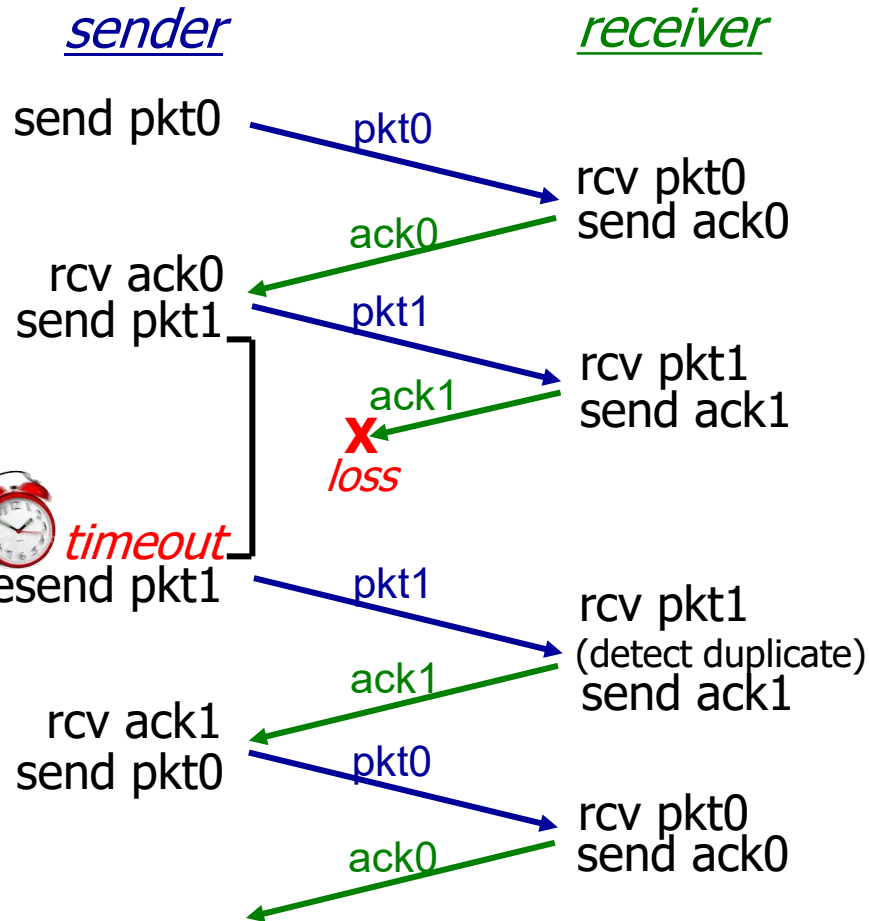 sender
receiver
send pkt0
pkt0
rcv pkt0
send ack0
ack0
rcv ack0
send pkt1
pkt1
rcv pkt1
send ack1
ack1
X
loss
timeout
esend pkt1
pkt1
rcv pkt1
(detect duplicate)
send ack1
ack1
rcv ack1
send pkt0
pkt0
rcv pkt0
send ack0
ack0